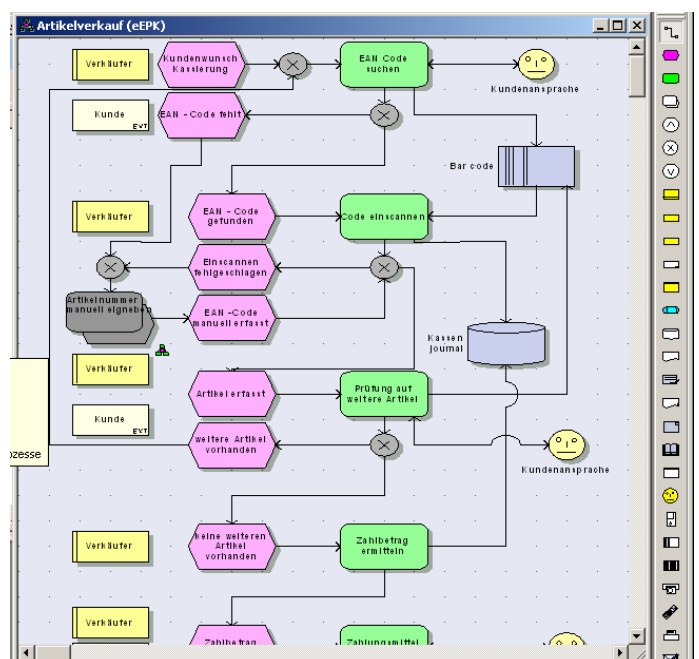 Artikelverkauf (eEPK)
Verkäufer
Kundenwunsch
Kassierung
EAN Code
suchen
Kundenansprache
Kunde
EVT
EAN - Code fehlt
Bar code
Verkäufer
EAN - Code
gefunden
Code einscannen
Einscannen
fehlgeschlagen
Artikelnummer
manuell eigneben
EAN -Code
manuell erfasst
Kassen
journal
Verkäufer
Artikel erfasst
Prüfung auf
weitere Artikel
Kunde
EVT
weitere Artikel
vorhanden
ozesse
Kundenansprache
Verkäufer
keine weiteren
Artikel
vorhanden
Zahlbetrag
ermitteln
Verkäufer
Zahlbetrag
Zahlungsmittel